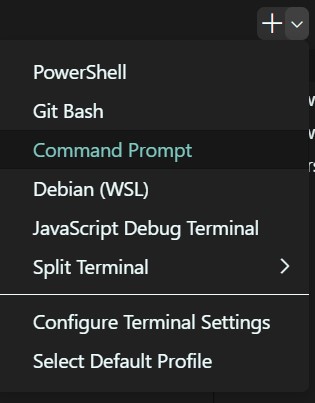 PowerShell
Git Bash
Command Prompt
Debian (WSL)
JavaScript Debug Terminal
Split Terminal
Configure Terminal Settings
Select Default Profile